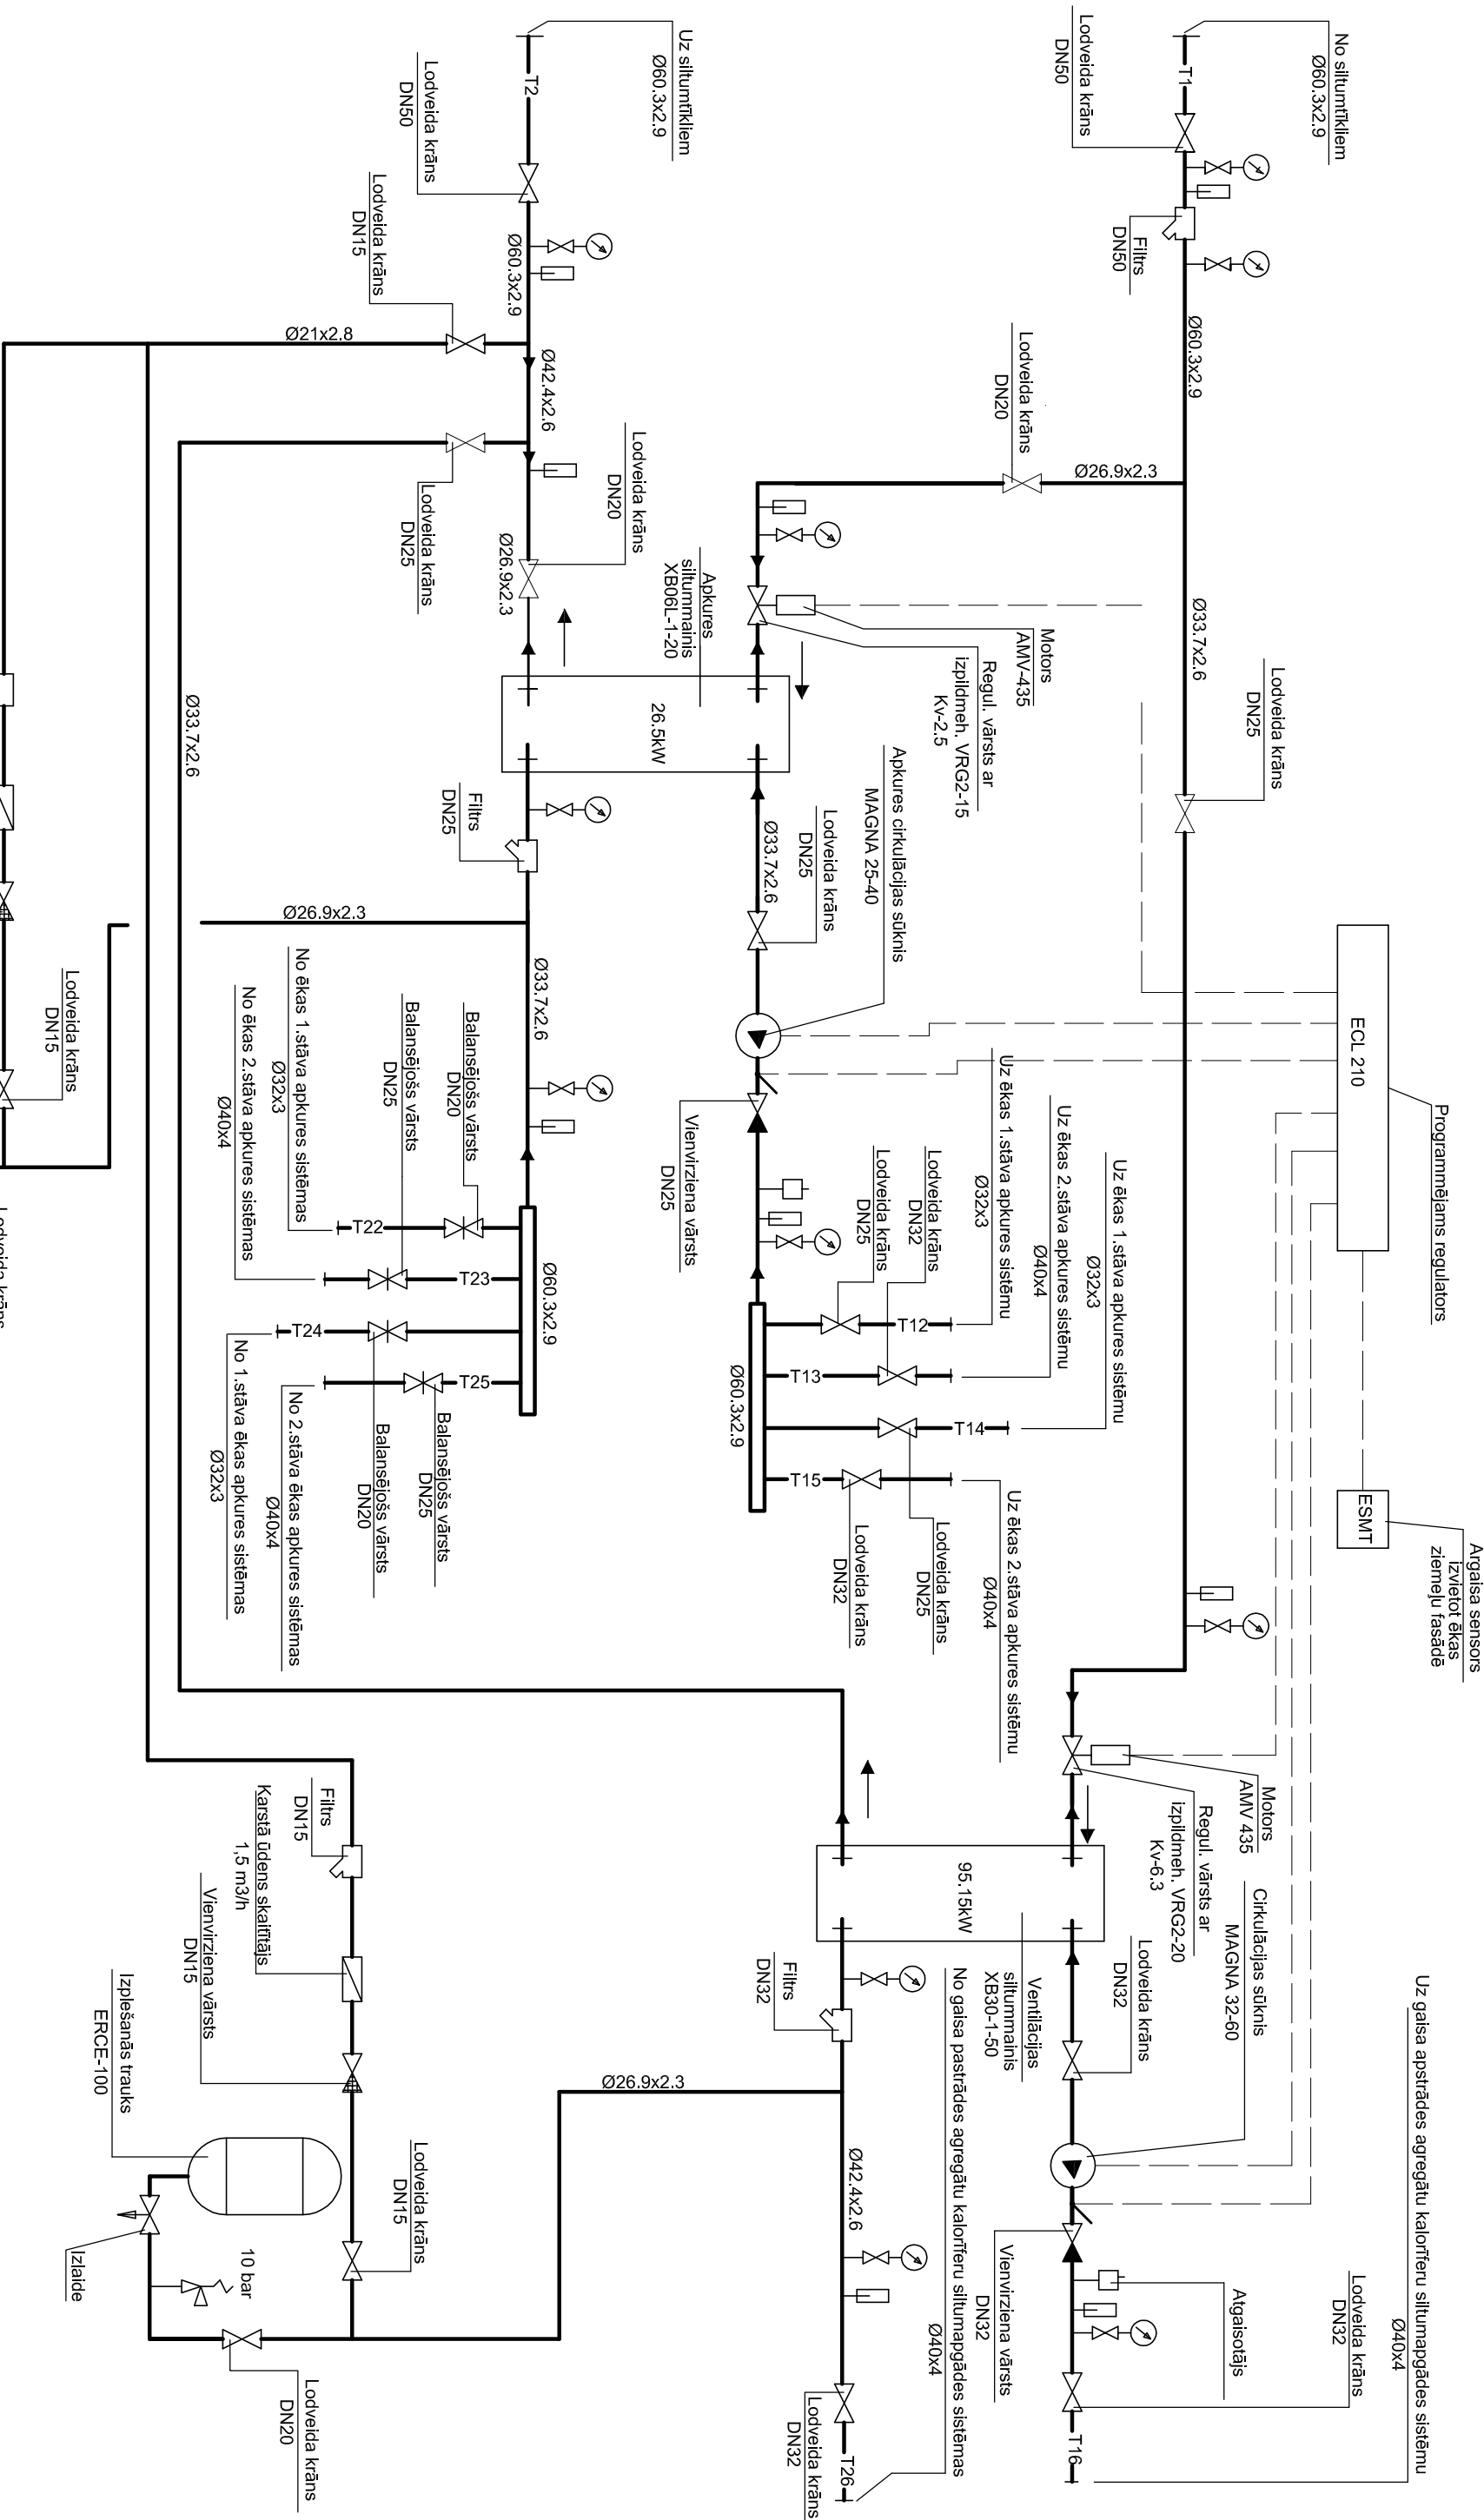 No siltumtīkliem
Ø60.3x2.9
T1
Lodveida krāns
DN50
Filtrs
DN50
Ø60.3x2.9
Lodveida krāns
DN20
Ø26.9x2.3
Ø33.7x2.6
Lodveida krāns
DN25
Motors
AMV-435
Regul. vārsts ar
izpildmeh. VRG2-15
Kv-2.5
Programmējams regulators
ECL 210
ESMT
Argaisa sensors
izvietot ēkas
ziemeļu fasādē
Motors
AMV 435
Regul. vārsts ar
izpildmeh. VRG2-20
Kv-6.3
Cirkulācijas sūknis
MAGNA 32-60
Uz gaisa apstrādes agregātu kaloriferu siltumapgādes sistēmu
Ø40x4
Lodveida krāns
DN32
Atgaisotājs
T16
Lodveida krāns
DN32
Vienvirziena vārsts
DN32
Ventilācijas
siltummainis
XB30-1-50
95.15kW
Uz siltumtīkliem
Ø60.3x2.9
T2
Lodveida krāns
DN50
Lodveida krāns
DN15
Ø60.3x2.9
Ø42.4x2.6
Ø21x2.8
Lodveida krāns
DN25
Lodveida krāns
DN20
Ø26.9x2.3
Apkures
siltummainis
XB06L-1-20
26.5kW
Apkures cirkulācijas sūknis
MAGNA 25-40
Lodveida krāns
DN25
Ø33.7x2.6
Vienvirziena vārsts
DN25
Uz ēkas 1.stāva apkures sistēmu
Ø32x3
Uz ēkas 2.stāva apkures sistēmu
Ø40x4
Uz ēkas 1.stāva apkures sistēmu
Ø32x3
Uz ēkas 2.stāva apkures sistēmu
Ø40x4
Lodveida krāns
DN25
Lodveida krāns
DN32
T12
T13
T14
T15
Ø60.3x2.9
Lodveida krāns
DN25
Lodveida krāns
DN32
Filtrs
DN25
Ø26.9x2.3
Ø33.7x2.6
No ēkas 1.stāva apkures sistēmas
Ø32x3
No ēkas 2.stāva apkures sistēmas
Ø40x4
Balansējošs vārsts
DN20
Balansējošs vārsts
DN25
T22
T23
T24
T25
Ø60.3x2.9
Balansējošs vārsts
DN25
Balansējošs vārsts
DN20
No 2.stāva ēkas apkures sistēmas
Ø40x4
No 1.stāva ēkas apkures sistēmas
Ø32x3
Ø33.7x2.6
Filtrs
DN32
No gaisa pastrādes agregātu kaloriferu siltumapgādes sistēmas
Ø40x4
Ø42.4x2.6
Lodveida krāns
DN32
T26
Ø26.9x2.3
Filtrs
DN15
Karstā ūdens skaitītājs
1,5 m3/h
Vienvirziena vārsts
DN15
Izplešanās trauks
ERCE-100
Lodveida krāns
DN15
10 bar
Izlaide
Lodveida krāns
DN20
Lodveida krāns
DN15
Lodveida krāns